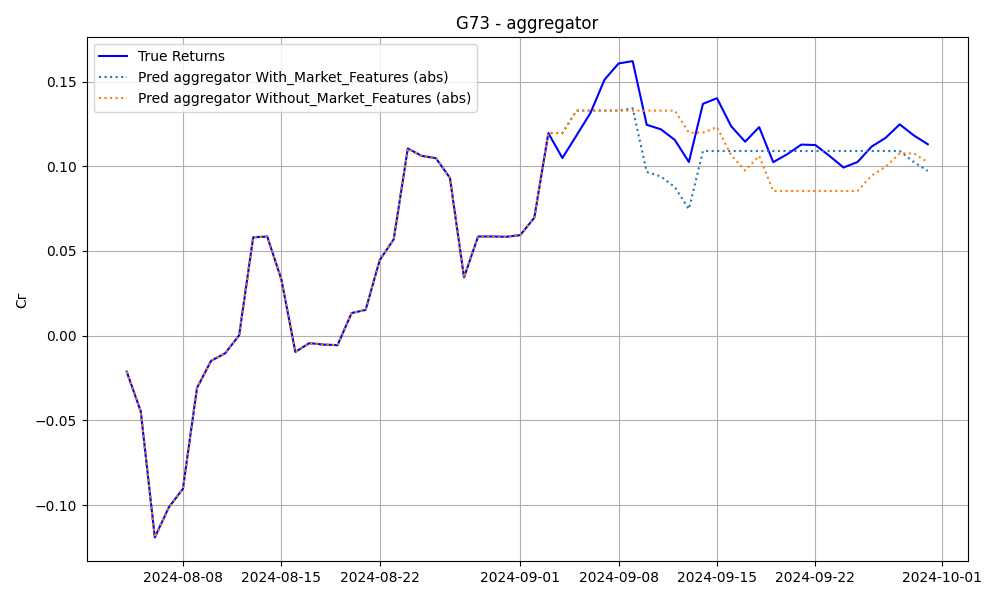 G73 - aggregator
True Returns
Pred aggregator With_Market_Features (abs)
Pred aggregator Without_Market_Features (abs)
0.15
0.10
0.05
0.00
−0.05
−0.10
Cr
2024-08-08
2024-08-15
2024-08-22
2024-09-01
2024-09-08
2024-09-15
2024-09-22
2024-10-01